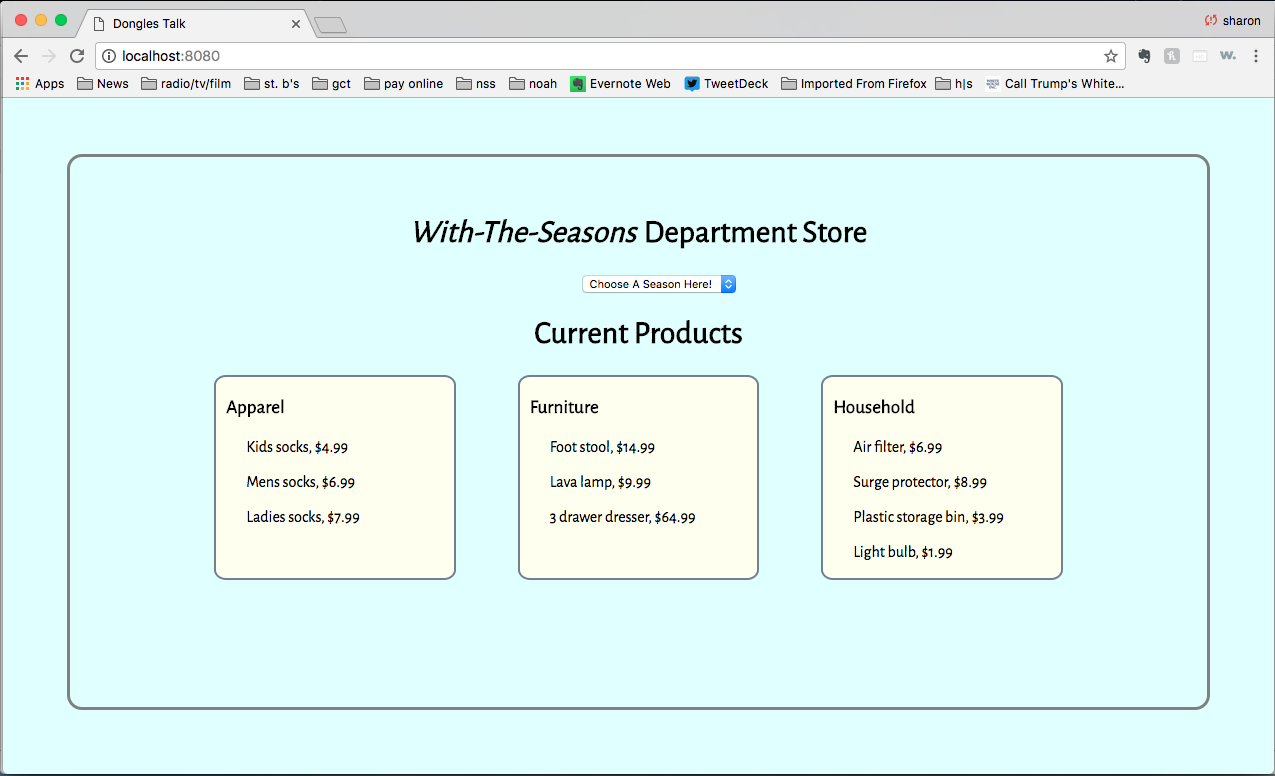 Dongles Talk
sharon
localhost:8080
Apps News radio/tv/film st. b's gct pay online nss noah Evernote Web TweetDeck Imported From Firefox h|s Call Trump's White...
With-The-Seasons Department Store
Choose A Season Here!
Current Products
Apparel
Kids socks, $4.99
Mens socks, $6.99
Ladies socks, $7.99
Furniture
Foot stool, $14.99
Lava lamp, $9.99
3 drawer dresser, $64.99
Household
Air filter, $6.99
Surge protector, $8.99
Plastic storage bin, $3.99
Light bulb, $1.99